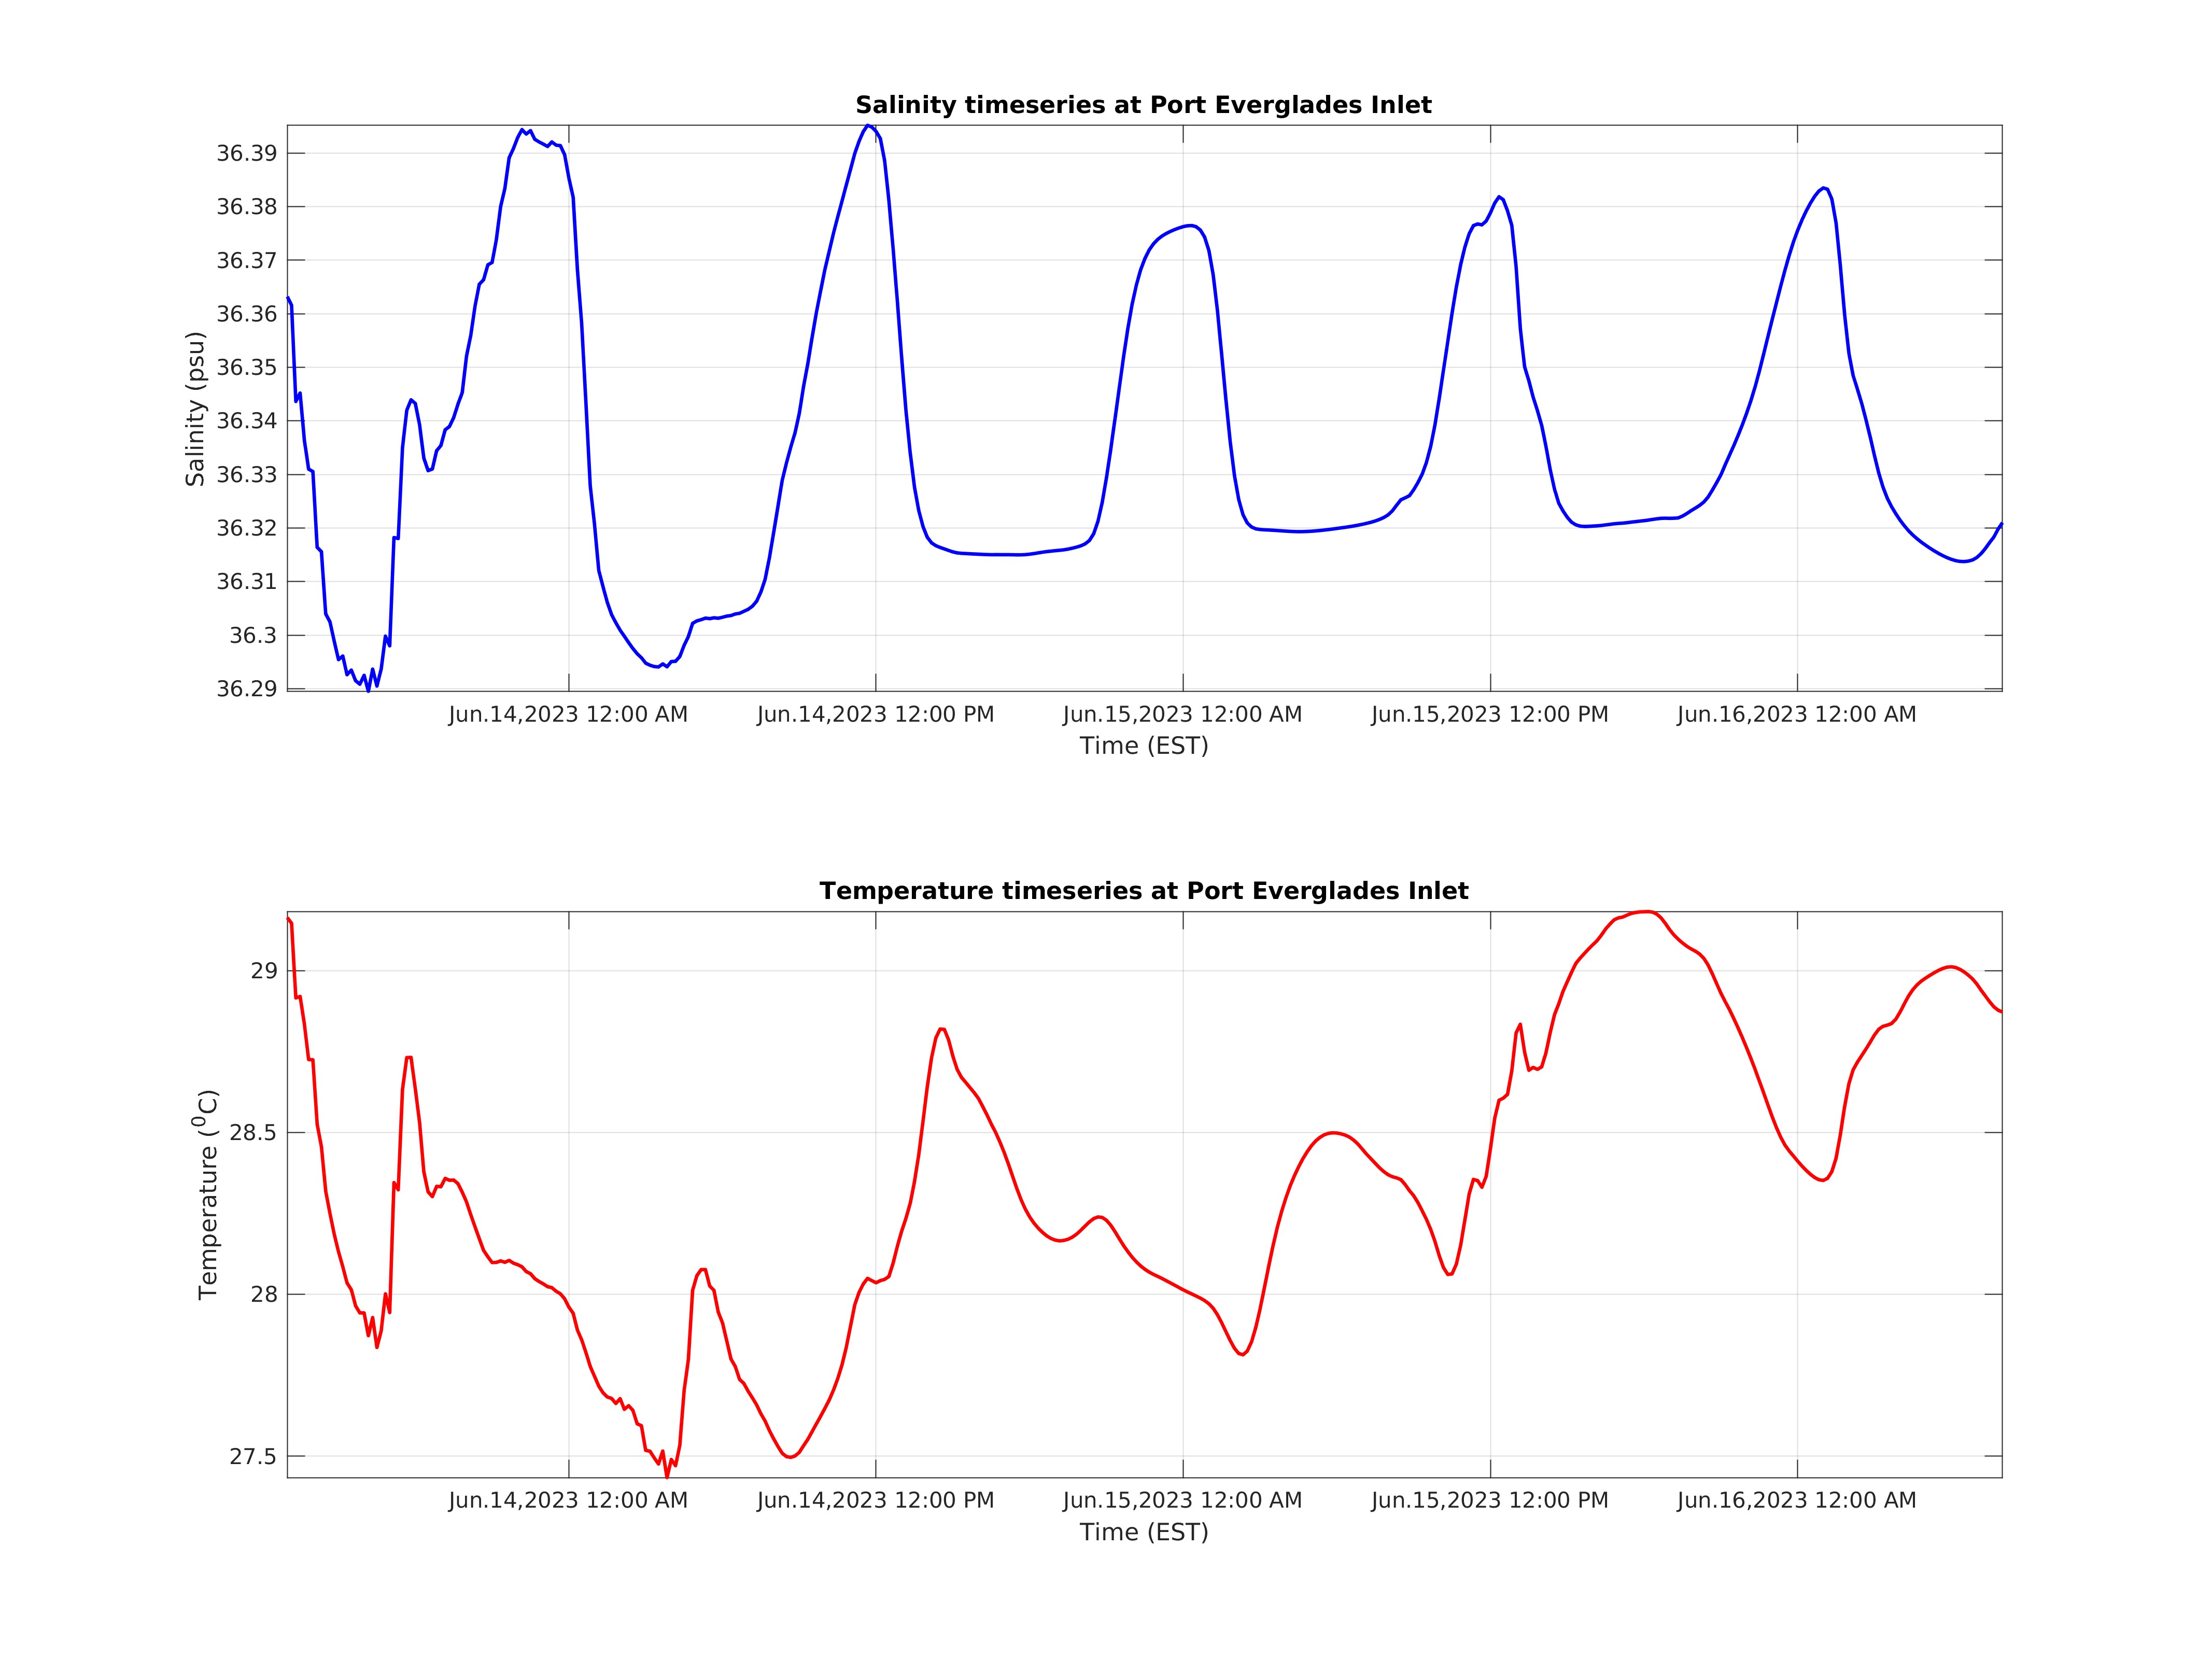 Salinity timeseries at Port Everglades Inlet
36.39
36.38
36.37
36.36
36.35
36.34
36.33
36.32
36.31
36.3
36.29
Salinity (psu)
Jun.14,2023 12:00 AM Jun.14,2023 12:00 PM Jun.15,2023 12:00 AM Jun.15,2023 12:00 PM Jun.16,2023 12:00 AM
Time (EST)
Temperature timeseries at Port Everglades Inlet
29
28.5
28
27.5
Temperature (⁰C)
Jun.14,2023 12:00 AM Jun.14,2023 12:00 PM Jun.15,2023 12:00 AM Jun.15,2023 12:00 PM Jun.16,2023 12:00 AM
Time (EST)